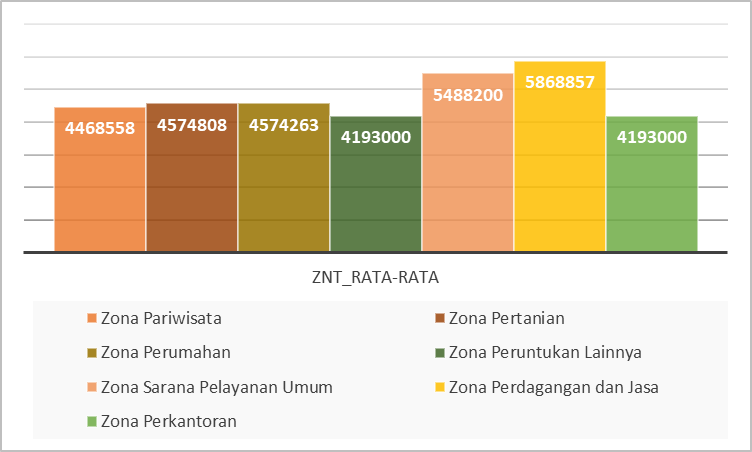 4468558
4574808
4574263
4193000
5488200
5868857
4193000
ZNT_RATA-RATA
Zona Pariwisata
Zona Pertanian
Zona Perumahan
Zona Peruntukan Lainnya
Zona Sarana Pelayanan Umum
Zona Perdagangan dan Jasa
Zona Perkantoran